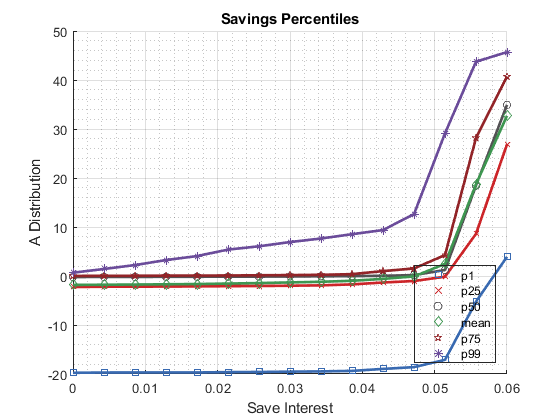 Savings Percentiles
50
40
30
20
10
0
-10
-20
A Distribution
p1
p25
p50
mean
p75
p99
0 0.01 0.02 0.03 0.04 0.05 0.06
Save Interest